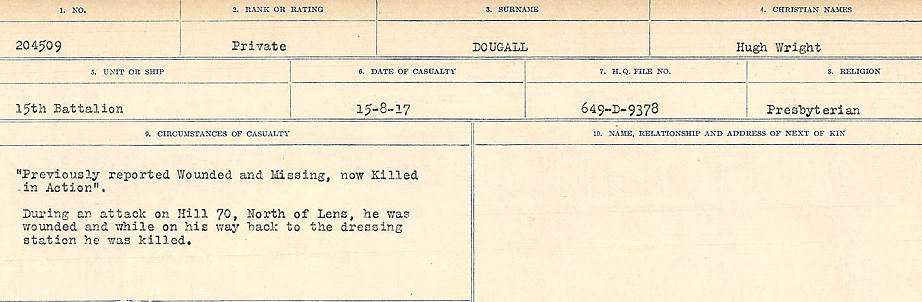 1. NO. 2. RANK OR RATING 3. SURNAME 4. CHRISTIAN NAMES
204509 Private DOUGALL Hugh Wright
5. UNIT OR SHIP 6. DATE OF CASUALTY 7. H. Q. FILE NO. 8. RELIGION
15th Battalion 15-8-17 649-D-9378 Presbyterian
9. CIRCUMSTANCES OF CASUALTY 10. NAME, RELATIONSHIP AND ADDRESS OF NEXT OF KIN
"Previously reported Wounded and Missing, now Killed
in Action".
During an attack on Hill 70, North of Lens, he was
wounded and while on his way back to the dressing
station he was killed.